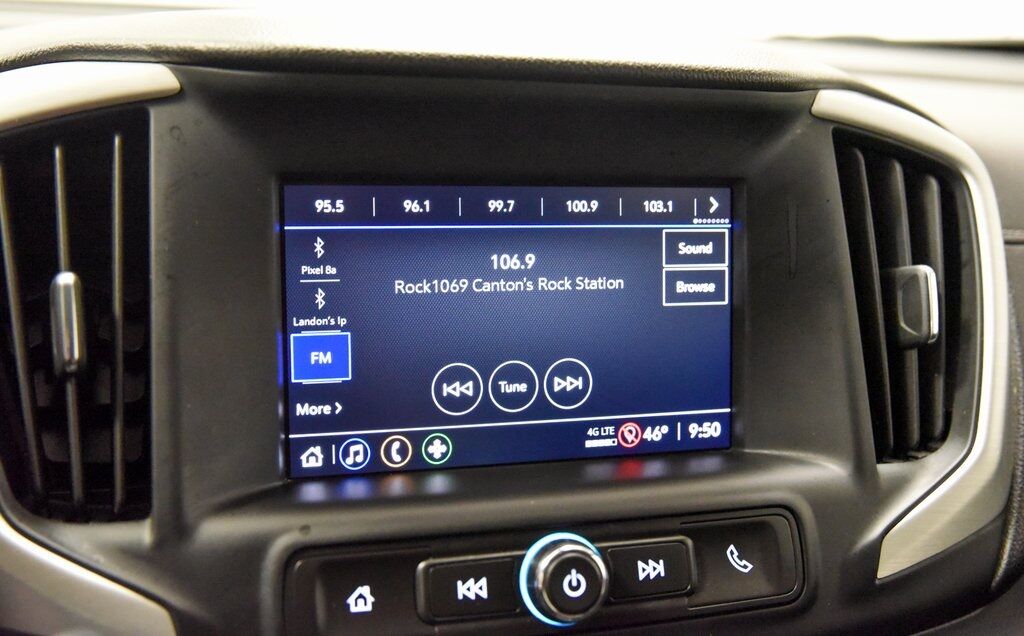 95.5 | 96.1 | 99.7 | 100.9 | 103.1 |
Pixel 8a
Landon's Ip
FM
More
106.9
Rock1069 Canton's Rock Station
Sound
Browse
Tune
4G LTE
46° | 9:50